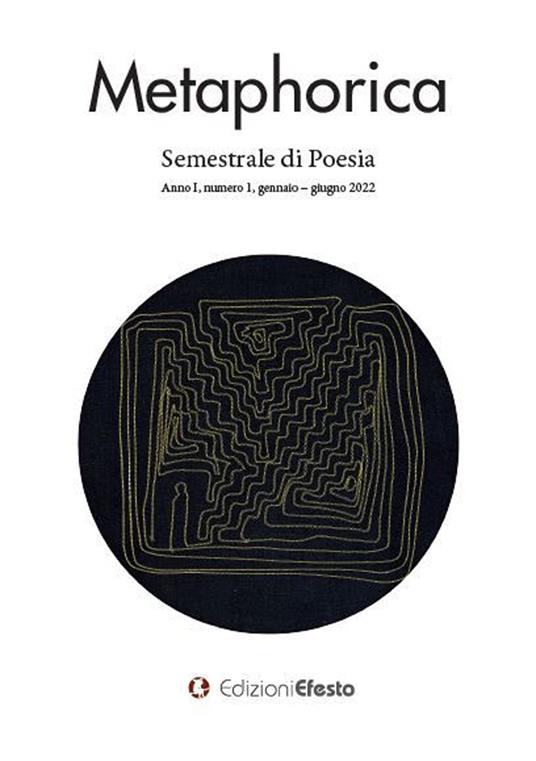 Metaphorica
Semestrale di Poesia
Anno I, numero 1, gennaio – giugno 2022
EdizioniEfesto